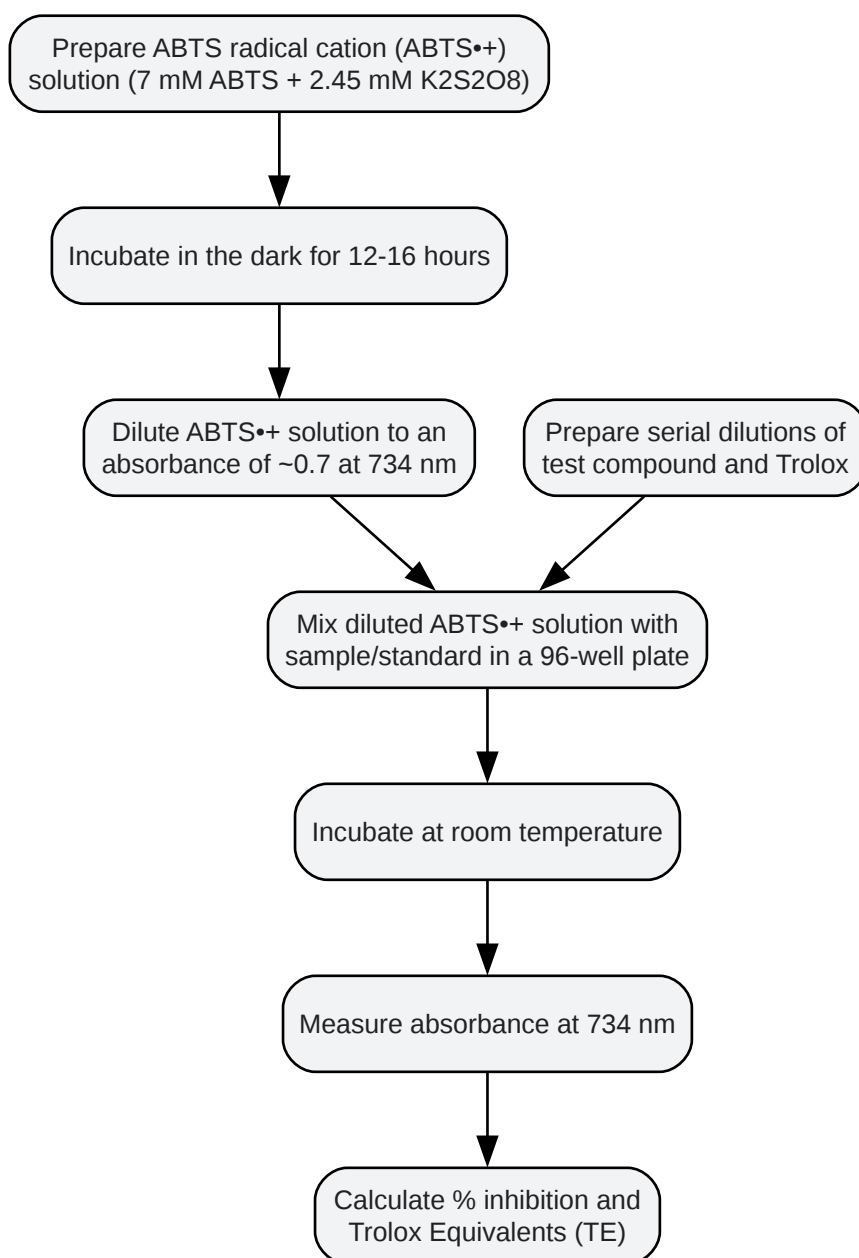 Prepare ABTS radical cation (ABTS•+)
solution (7 mM ABTS + 2.45 mM K2S2O8)
Incubate in the dark for 12-16 hours
Dilute ABTS•+ solution to an
absorbance of ~0.7 at 734 nm
Prepare serial dilutions of
test compound and Trolox
Mix diluted ABTS•+ solution with
sample/standard in a 96-well plate
Incubate at room temperature
Measure absorbance at 734 nm
Calculate % inhibition and
Trolox Equivalents (TE)